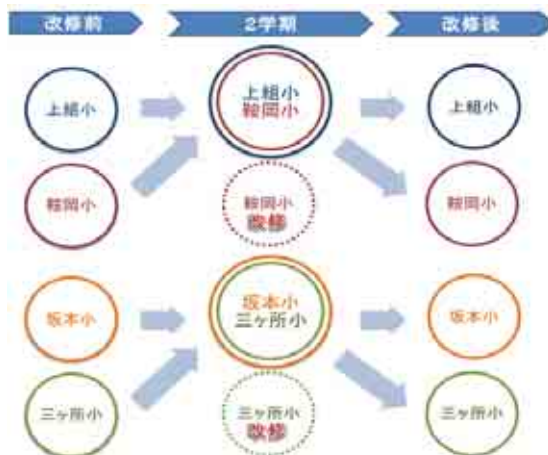 改修前
2学期
改修後
上組小
上組小
鞍岡小
上組小
鞍岡小
鞍岡小
改修
鞍岡小
坂本小
坂本小
三ヶ所小
坂本小
三ヶ所小
三ヶ所小
改修
三ヶ所小